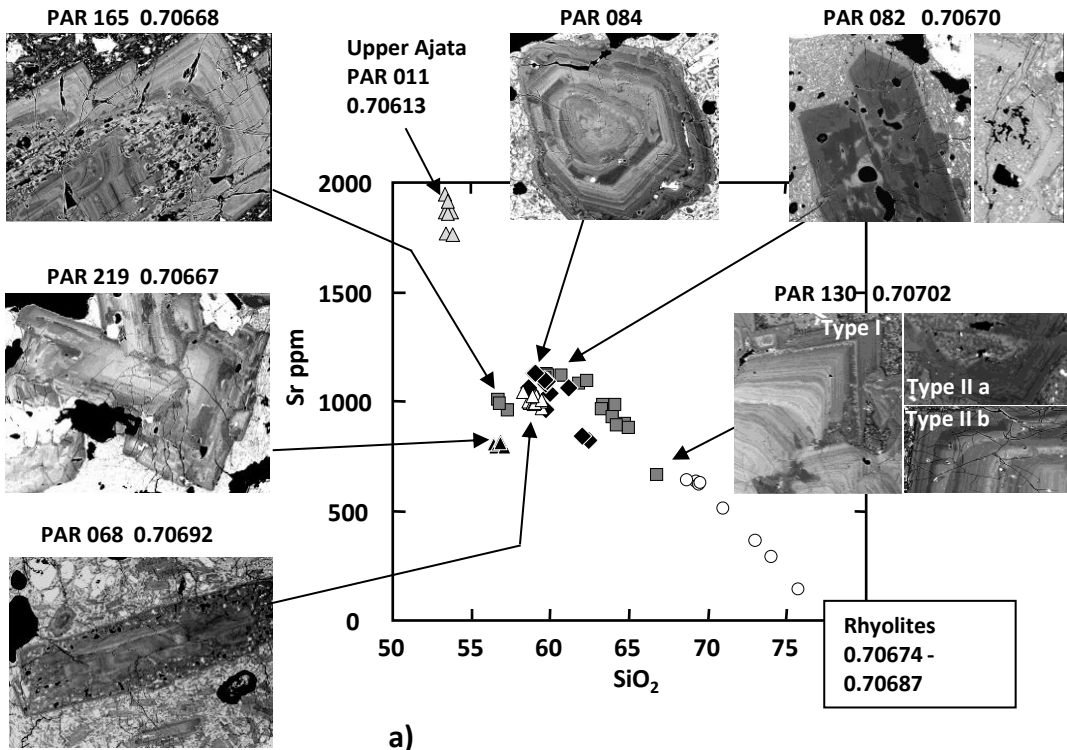 PAR 165 0.70668
PAR 084
PAR 082 0.70670
Upper Ajata
PAR 011
0.70613
PAR 219 0.70667
PAR 130 0.70702
Type I
Type II a
Type II b
PAR 068 0.70692
2000
1500
1000
500
0
Sr ppm
50
55
60
65
70
75
SiO2
Rhyolites
0.70674 -
0.70687
a)